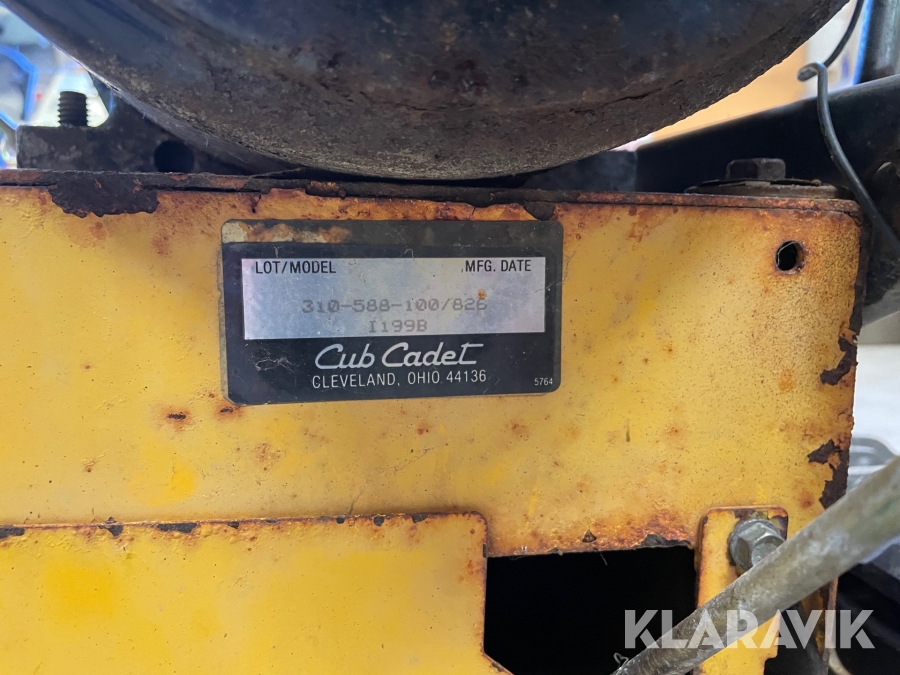 LOT/MODEL MFG. DATE
310-588-100/826
I199B
Cub Cadet
CLEVELAND, OHIO 44136 5764
KLARAVIK